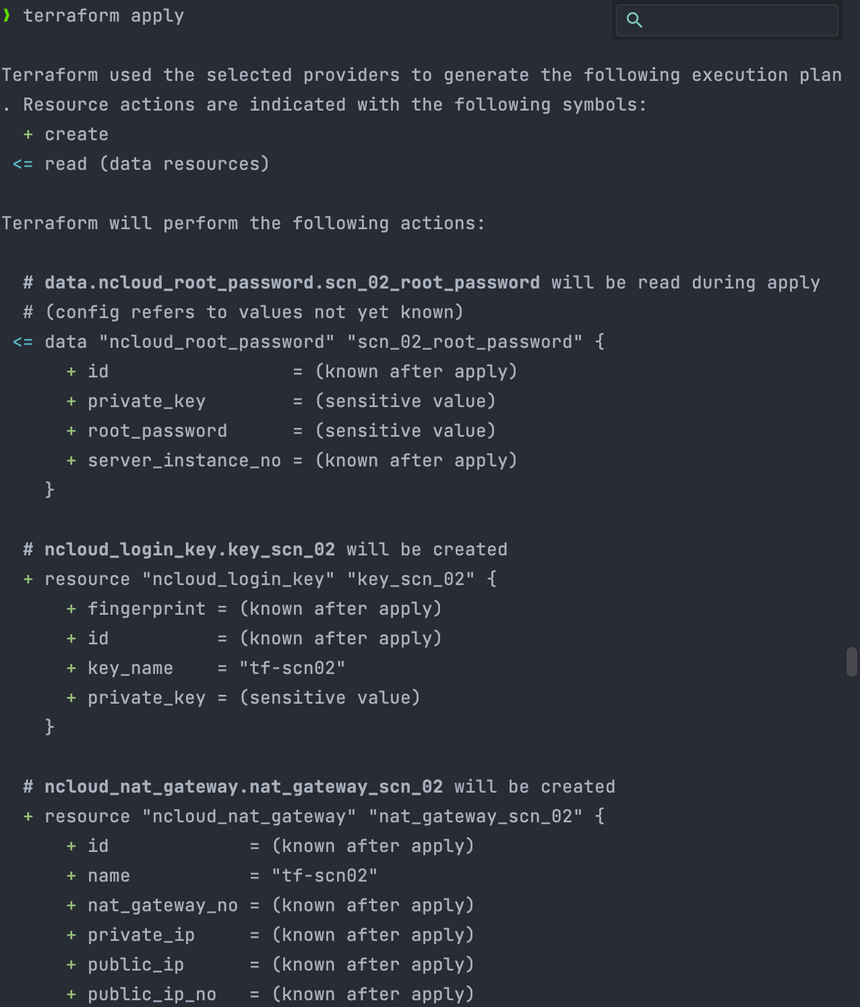 ❯ terraform apply
Terraform used the selected providers to generate the following execution plan
. Resource actions are indicated with the following symbols:
  + create
 <= read (data resources)
Terraform will perform the following actions:
  # data.ncloud_root_password.scn_02_root_password will be read during apply
  # (config refers to values not yet known)
 <= data "ncloud_root_password" "scn_02_root_password" {
      + id                 = (known after apply)
      + private_key        = (sensitive value)
      + root_password      = (sensitive value)
      + server_instance_no = (known after apply)
    }
  # ncloud_login_key.key_scn_02 will be created
  + resource "ncloud_login_key" "key_scn_02" {
      + fingerprint = (known after apply)
      + id          = (known after apply)
      + key_name    = "tf-scn02"
      + private_key = (sensitive value)
    }
  # ncloud_nat_gateway.nat_gateway_scn_02 will be created
  + resource "ncloud_nat_gateway" "nat_gateway_scn_02" {
      + id             = (known after apply)
      + name           = "tf-scn02"
      + nat_gateway_no = (known after apply)
      + private_ip     = (known after apply)
      + public_ip      = (known after apply)
      + public_ip_no   = (known after apply)